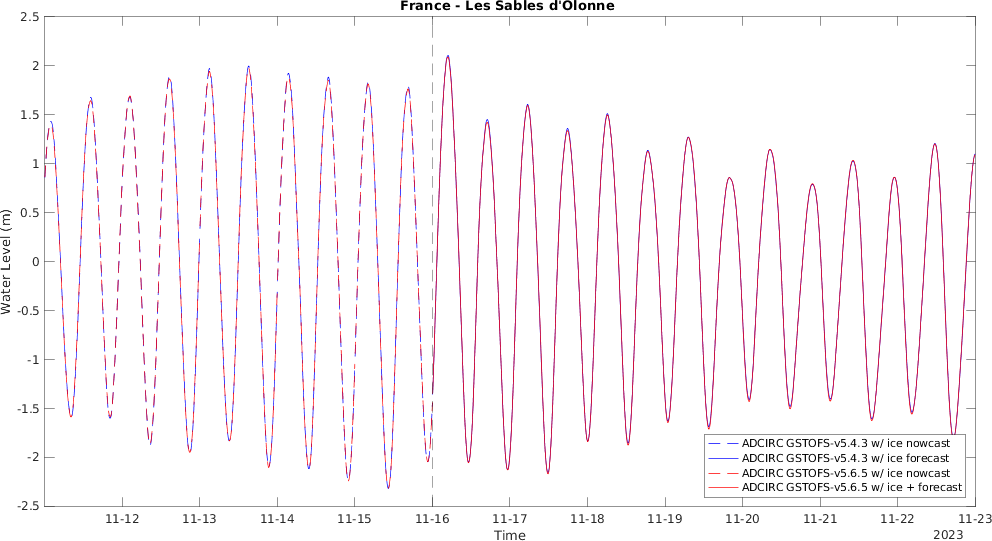 France - Les Sables d'Olonne
2.5
2
1.5
1
0.5
0
-0.5
-1
-1.5
-2
-2.5
Water Level (m)
ADCIRC GSTOFS-v5.4.3 w/ ice nowcast
ADCIRC GSTOFS-v5.4.3 w/ ice forecast
ADCIRC GSTOFS-v5.6.5 w/ ice nowcast
ADCIRC GSTOFS-v5.6.5 w/ ice + forecast
11-12 11-13 11-14 11-15 11-16 11-17 11-18 11-19 11-20 11-21 11-22 11-23
Time
2023